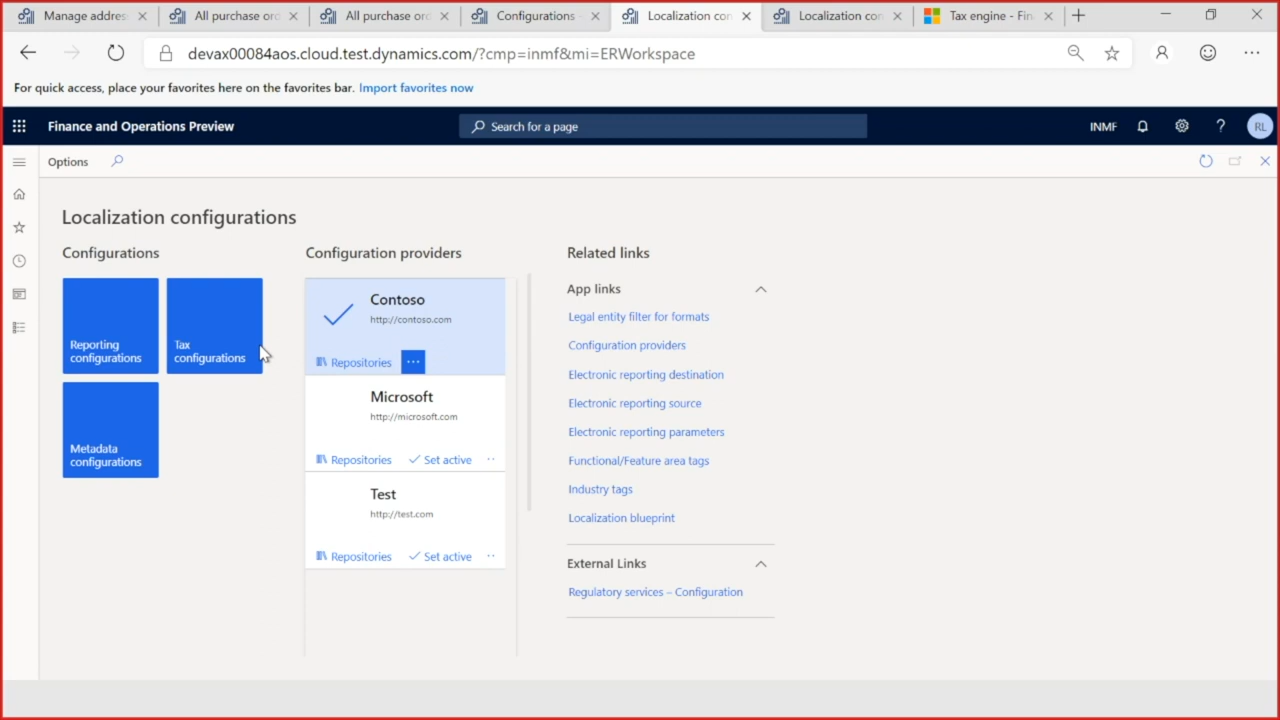 Manage addres
All purchase ord
All purchase or
Configurations -
Localization con
Localization con
Tax engine - Fin
devax00084aos.cloud.test.dynamics.com/?cmp=inmf&mi=ERWorkspace
For quick access, place your favorites here on the favorites bar. Import favorites now
Finance and Operations Preview
Search for a page
INMF
?
RL
Options
Localization configurations
Configurations
Reporting
configurations
Tax
configurations
Metadata
configurations
Configuration providers
Contoso
http://contoso.com
Repositories ...
Microsoft
http://microsoft.com
Repositories Set active ..
Test
http://test.com
Repositories Set active ..
Related links
App links
Legal entity filter for formats
Configuration providers
Electronic reporting destination
Electronic reporting source
Electronic reporting parameters
Functional/Feature area tags
Industry tags
Localization blueprint
External Links
Regulatory services – Configuration